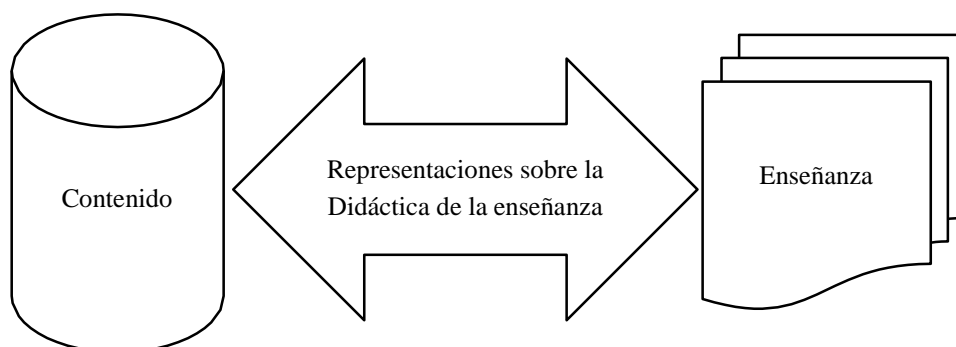 Contenido
Representaciones sobre la
Didáctica de la enseñanza
Enseñanza